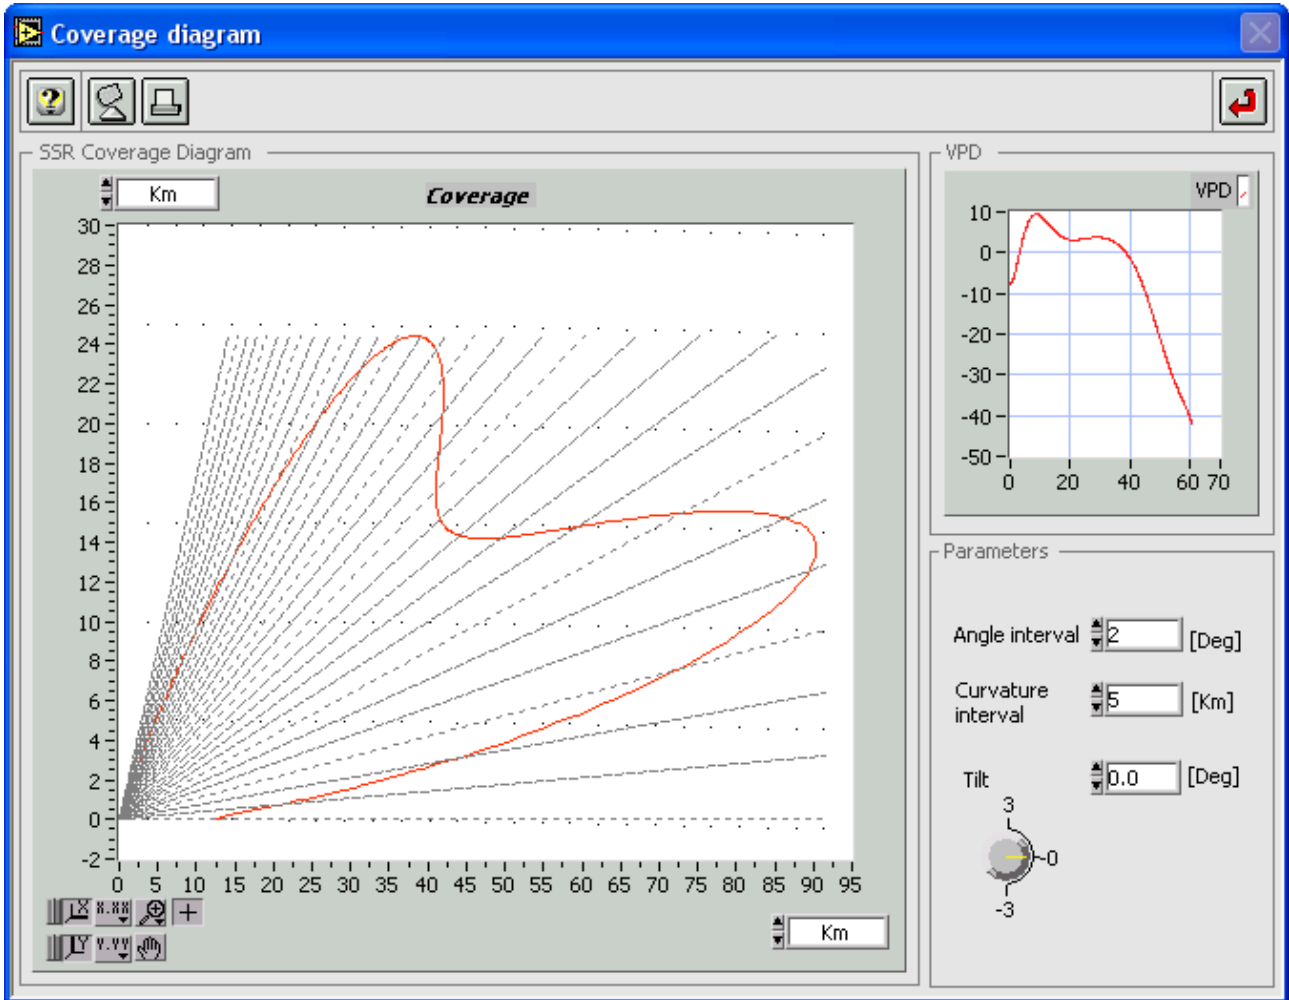 Coverage diagram
SSR Coverage Diagram
Km
Coverage
30
28
26
24
22
20
18
16
14
12
10
8
6
4
2
0
-2
0 5 10 15 20 25 30 35 40 45 50 55 60 65 70 75 80 85 90 95
X 8.88
Y Y.YY
Km
VPD
VPD
10
0
-10
-20
-30
-40
-50
0 20 40 60 70
Parameters
Angle interval 2 [Deg]
Curvature
interval 5 [Km]
Tilt 0.0 [Deg]
3
-0
-3